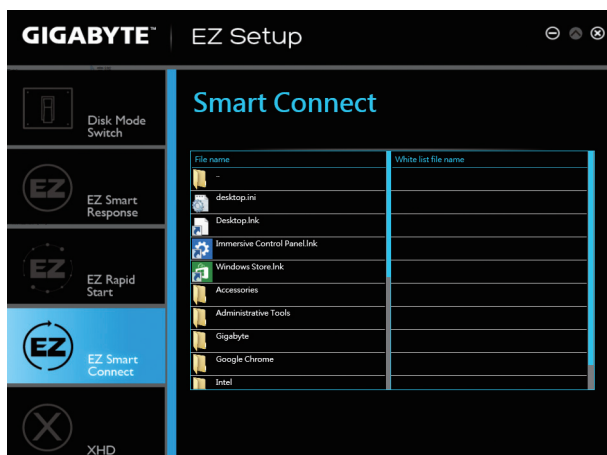 GIGABYTE™
EZ Setup
Disk Mode
Switch
EZ
EZ Smart
Response
EZ
EZ Rapid
Start
EZ
EZ Smart
Connect
XHD
Smart Connect
File name
White list file name
desktop.ini
Desktop.lnk
Immersive Control Panel.lnk
Windows Store.lnk
Accessories
Administrative Tools
Gigabyte
Google Chrome
Intel